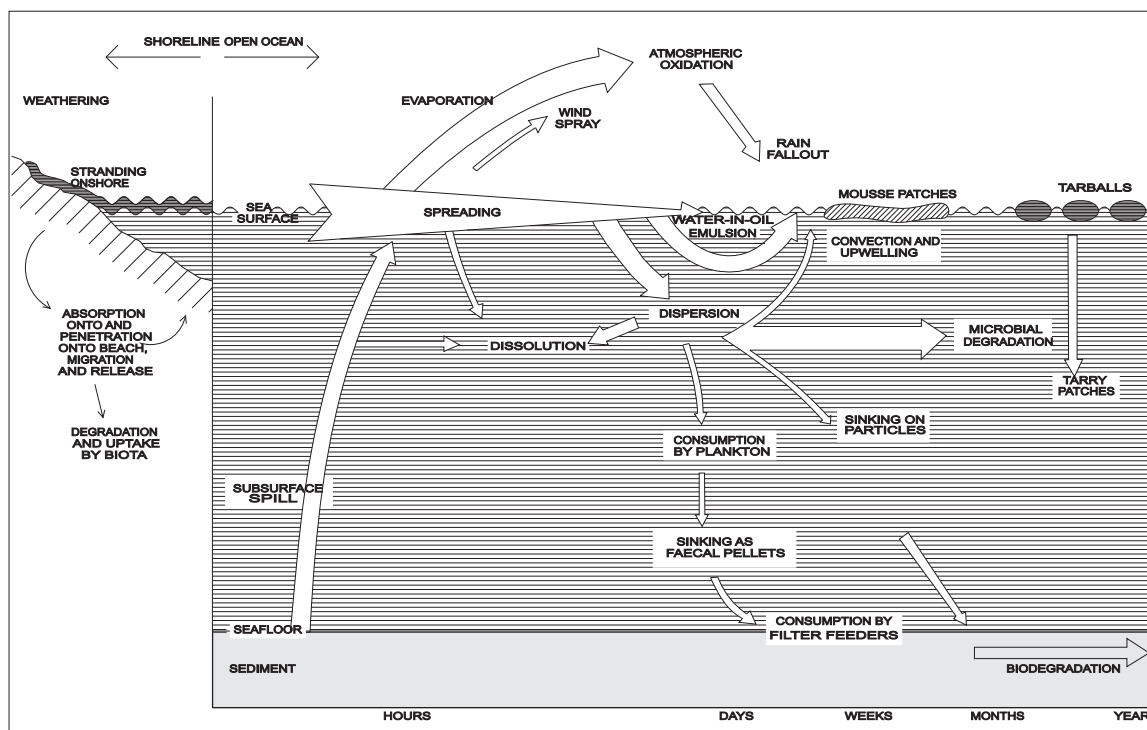 SHORELINE OPEN OCEAN
ATMOSPHERIC
OXIDATION
WEATHERING
EVAPORATION
WIND
SPRAY
RAIN
FALLOUT
STRANDING
ONSHORE
SEA
SURFACE
SPREADING
WATER-IN-OIL
EMULSION
MOUSSE PATCHES
TARBALLS
CONVECTION AND
UPWELLING
ABSORPTION
ONTO AND
PENETRATION
ONTO BEACH,
MIGRATION
AND RELEASE
DISPERSION
DISSOLUTION
MICROBIAL
DEGRADATION
TARRY
PATCHES
DEGRADATION
AND UPTAKE
BY BIOTA
SINKING ON
PARTICLES
CONSUMPTION
BY PLANKTON
SUBSURFACE
SPILL
SINKING AS
FAECAL PELLETS
CONSUMPTION BY
FILTER FEEDERS
SEAFLOOR
SEDIMENT
BIODEGRADATION
HOURS
DAYS
WEEKS
MONTHS
YEAR